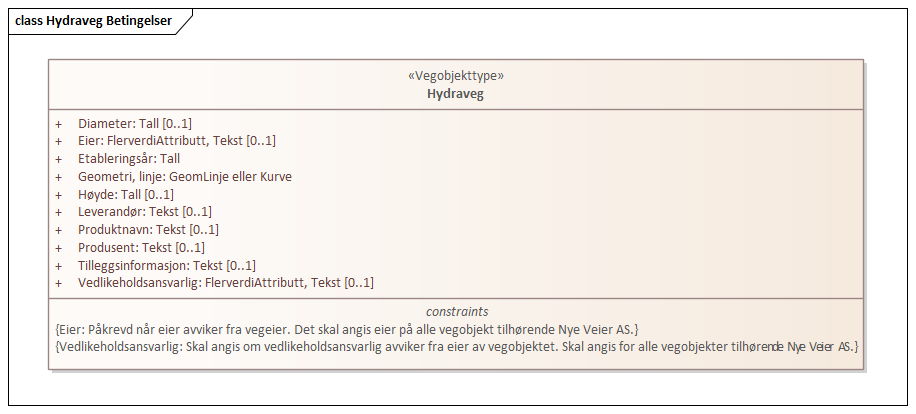 class Hydraveg Betingelser
«Vegobjekttype»
Hydraveg
+ Diameter: Tall [0..1]
+ Eier: FlerverdiAttributt, Tekst [0..1]
+ Etableringsår: Tall
+ Geometri, linje: GeomLinje eller Kurve
+ Høyde: Tall [0..1]
+ Leverandør: Tekst [0..1]
+ Produktnavn: Tekst [0..1]
+ Produsent: Tekst [0..1]
+ Tilleggsinformasjon: Tekst [0..1]
+ Vedlikeholdsansvarlig: FlerverdiAttributt, Tekst [0..1]
constraints
{Eier: Påkrevd når eier avviker fra vegeier. Det skal angis eier på alle vegobjekt tilhørende Nye Veier AS.}
{Vedlikeholdsansvarlig: Skal angis om vedlikeholdsansvarlig avviker fra eier av vegobjektet. Skal angis for alle vegobjekter tilhørende Nye Veier AS.}